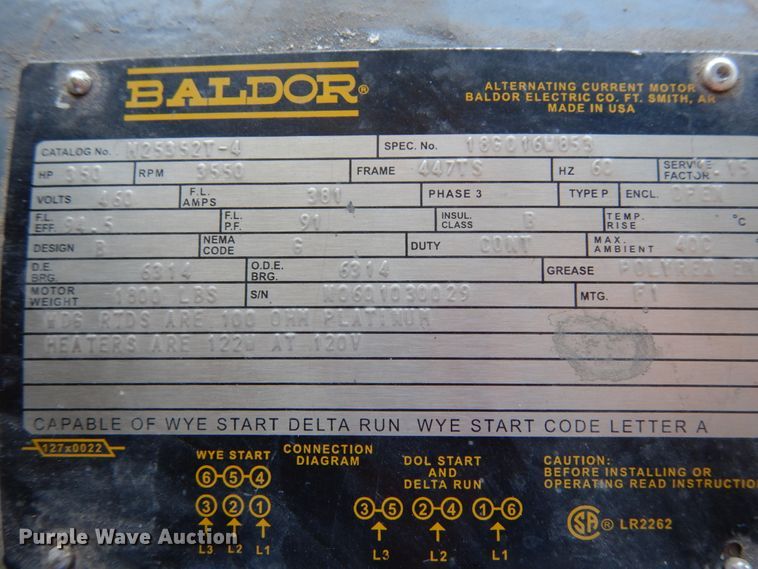 BALDOR®
ALTERNATING CURRENT MOTOR
BALDOR ELECTRIC CO. FT. SMITH, AR
MADE IN USA
CATALOG No. M25352T-4 SPEC. No.
HP 350 RPM 3550 FRAME 447TS HZ 60 SERVICE FACTOR 1.15
VOLTS 460 F.L. AMPS 381 PHASE 3 TYPE P ENCL. OPEN
F.L. EFF. 94.5 F.L. P.F. 91 INSUL. CLASS B TEMP. RISE °C
DESIGN B NEMA CODE G DUTY CONT MAX. AMBIENT 40C
D.E. BRG. 6314 O.D.E. BRG. 6314 GREASE
MOTOR WEIGHT LBS S/N MTG. F1
WDG RTDS ARE 100 OHM PLATINUM
HEATERS ARE AT 120V
CAPABLE OF WYE START DELTA RUN WYE START CODE LETTER A
127x0022
WYE START
6-5-4
3 2 1
L3 L2 L1
CONNECTION
DIAGRAM
DOL START
AND
DELTA RUN
3-5 2-4 1-6
L3 L2 L1
CAUTION:
BEFORE INSTALLING OR
OPERATING READ INSTRUCTION
SA ® LR2262
Purple Wave Auction